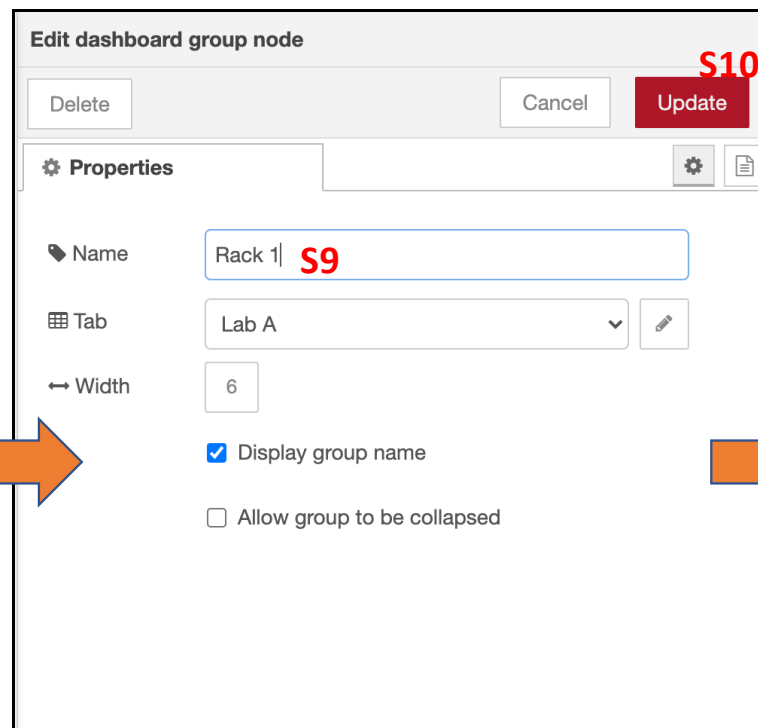 Edit dashboard group node
S10
Delete
Cancel
Update
Properties
Name
Rack 1
S9
Tab
Lab A
Width
6
Display group name
Allow group to be collapsed